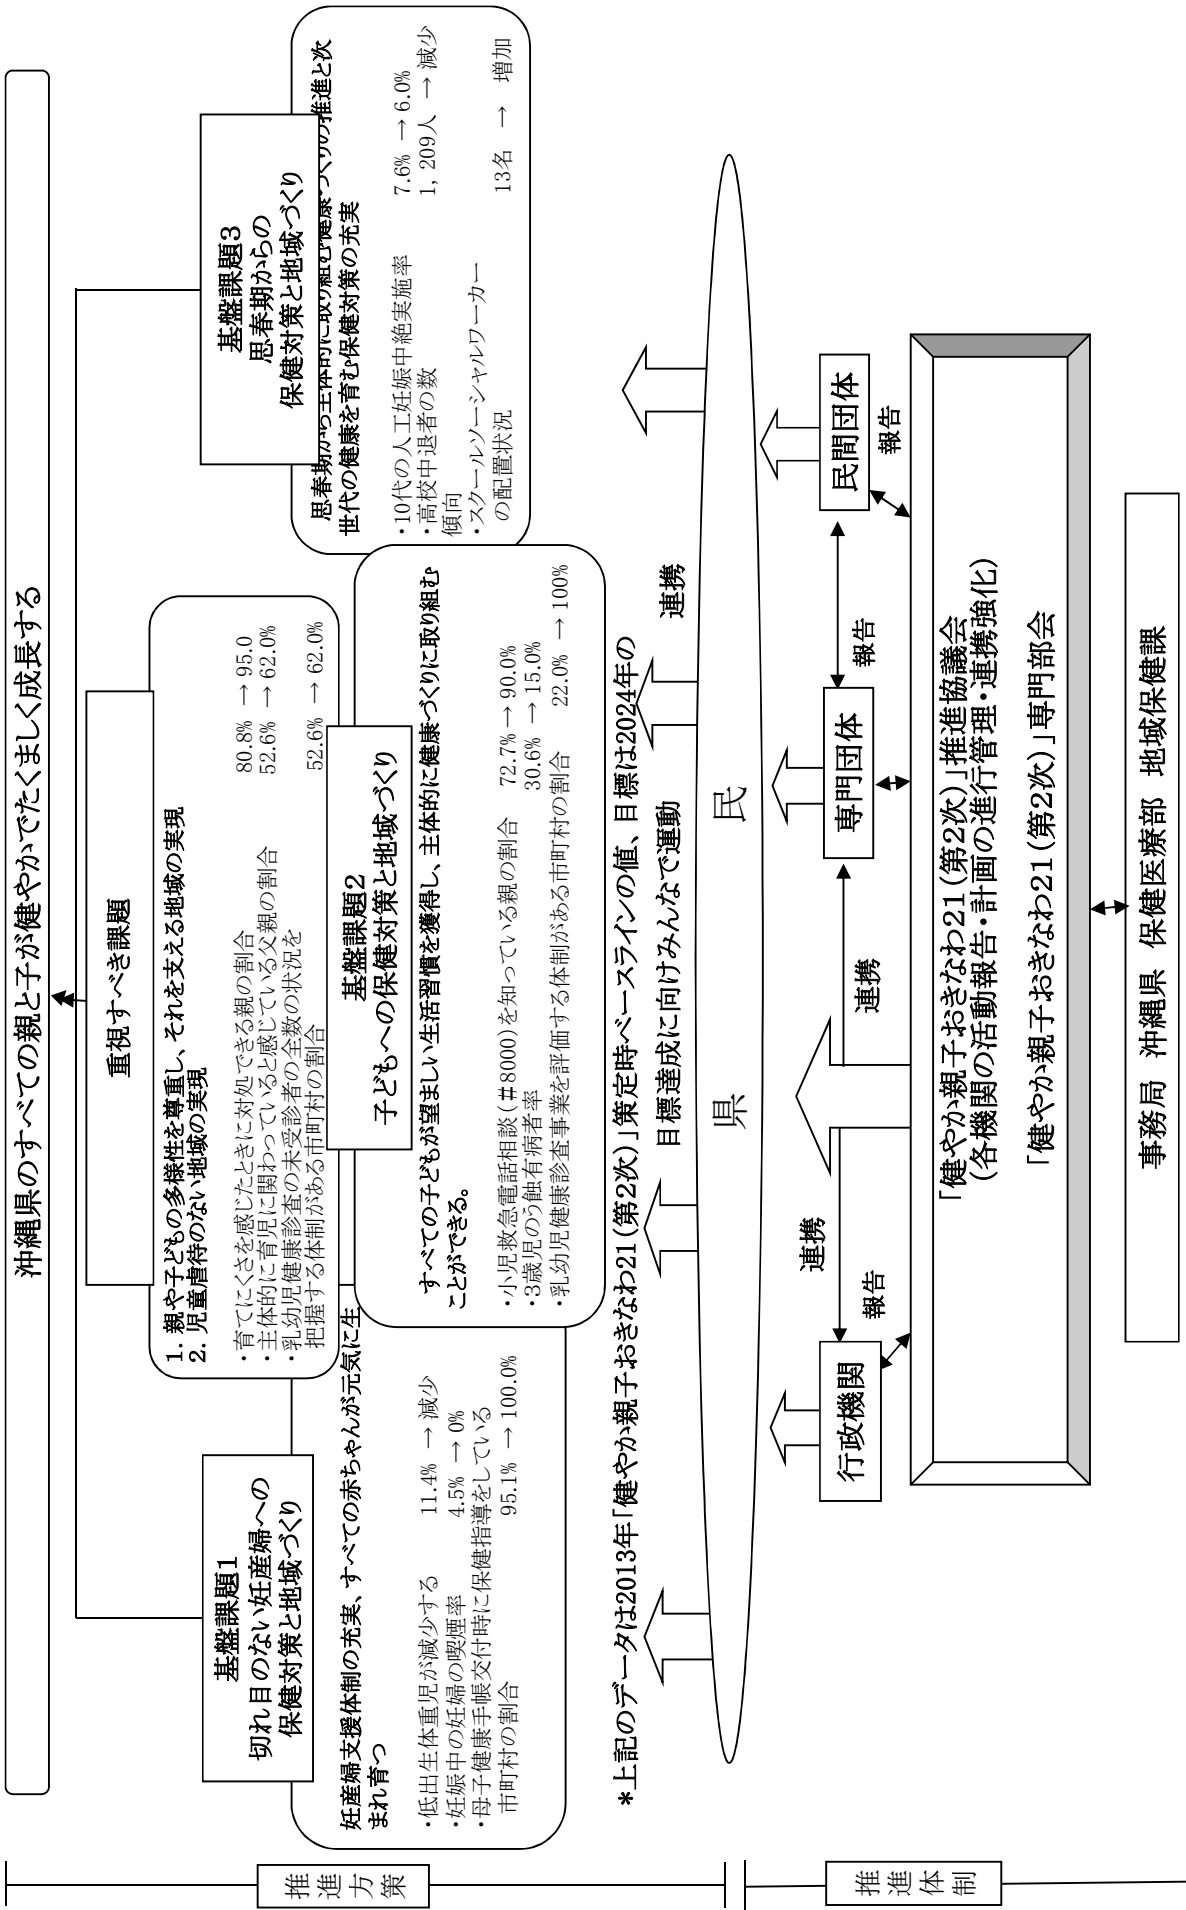 沖縄県のすべての親と子が健やかでたくましく成長する
重視すべき課題
1. 親や子どもの多様性を尊重し、それを支える地域の実現
2. 児童虐待のない地域の実現
・育てにくさを感じたときに対処できる親の割合 80.8% → 95.0
・主体的に育児に関わっていると感じている父親の割合 52.6% → 62.0%
・乳幼児健康診査の未受診者の全数の状況を
把握する体制がある市町村の割合 52.6% → 62.0%
基盤課題1
切れ目のない妊産婦への
保健対策と地域づくり
妊産婦支援体制の充実、すべての赤ちゃんが元気に生
まれ育つ
・低出生体重児が減少する 11.4% → 減少
・妊娠中の妊婦の喫煙率 4.5% → 0%
・母子健康手帳交付時に保健指導をしている
市町村の割合 95.1% → 100.0%
基盤課題2
子どもへの保健対策と地域づくり
すべての子どもが望ましい生活習慣を獲得し、主体的に健康づくりに取り組む
ことができる。
・小児救急電話相談(#8000)を知っている親の割合 72.7% → 90.0%
・3歳児のう蝕有病者率 30.6% → 15.0%
・乳幼児健康診査事業を評価する体制がある市町村の割合 22.0% → 100%
基盤課題3
思春期からの
保健対策と地域づくり
思春期から主体的に取り組む健康づくりの推進と次
世代の健康を育む保健対策の充実
・10代の人工妊娠中絶実施率 7.6% → 6.0%
・高校中退者の数 1,209人 → 減少
傾向
・スクールソーシャルワーカー
の配置状況 13名 → 増加
*上記のデータは2013年「健やか親子おきなわ21(第2次)」策定時ベースラインの値、目標は2024年の
目標達成に向けみんなで運動
連携
県 民
行政機関
専門団体
民間団体
連携
連携
報告
報告
報告
「健やか親子おきなわ21(第2次)」推進協議会
(各機関の活動報告・計画の進行管理・連携強化)
「健やか親子おきなわ21(第2次)」専門部会
事務局 沖縄県 保健医療部 地域保健課
推進方策
推進体制